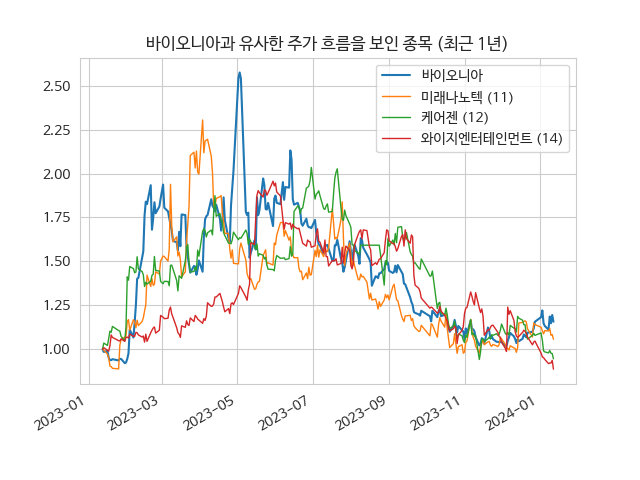 바이오니아과 유사한 주가 흐름을 보인 종목 (최근 1년)
바이오니아
미래나노텍 (11)
케어젠 (12)
와이지엔터테인먼트 (14)
2.50
2.25
2.00
1.75
1.50
1.25
1.00
2023-01
2023-03
2023-05
2023-07
2023-09
2023-11
2024-01